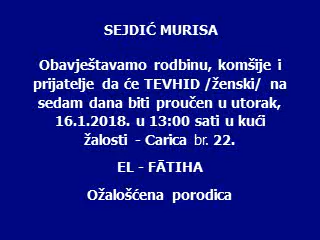 SEJDIĆ MURISA
Obavještavamo rodbinu, komšije i
prijatelje da će TEVHID /ženski/ na
sedam dana biti proučen u utorak,
16.1.2018. u 13:00 sati u kući
žalosti - Carica br. 22.
EL - FĀTIHA
Ožalošćena porodica